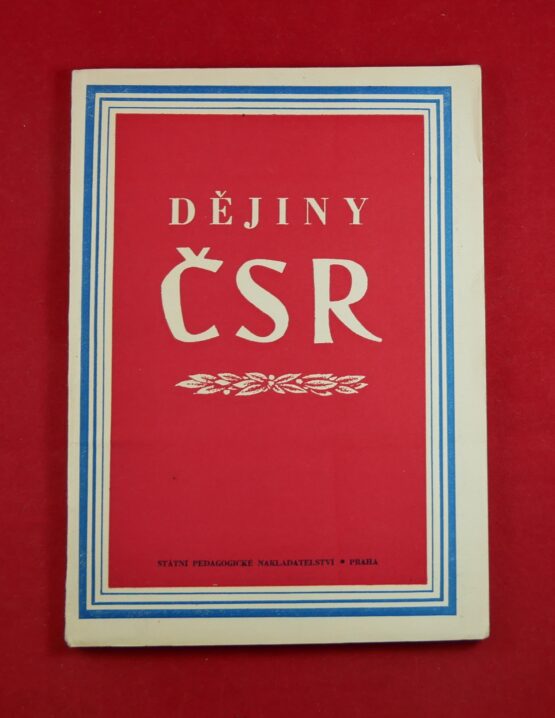 DĚJINY
ČSR
STÁTNÍ PEDAGOGICKÉ NAKLADATELSTVÍ * PRAHA